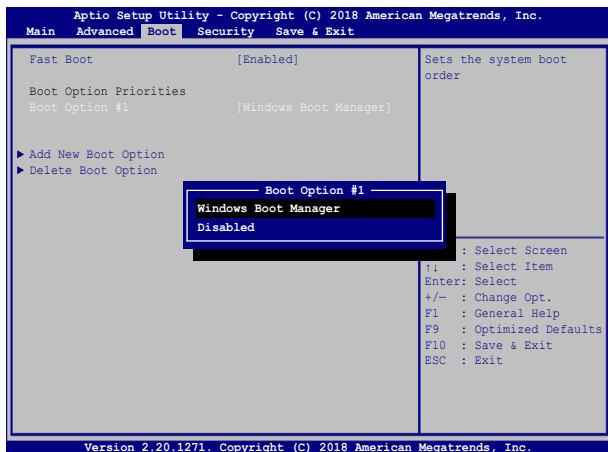 Aptio Setup Utility - Copyright (C) 2018 American Megatrends, Inc.
Main Advanced Boot Security Save & Exit
Fast Boot [Enabled]
Boot Option Priorities
Boot Option #1 [Windows Boot Manager]
▶ Add New Boot Option
▶ Delete Boot Option
Sets the system boot
order
Boot Option #1
Windows Boot Manager
Disabled
: Select Screen
↑↓ : Select Item
Enter: Select
+/— : Change Opt.
F1 : General Help
F9 : Optimized Defaults
F10 : Save & Exit
ESC : Exit
Version 2.20.1271. Copyright (C) 2018 American Megatrends, Inc.